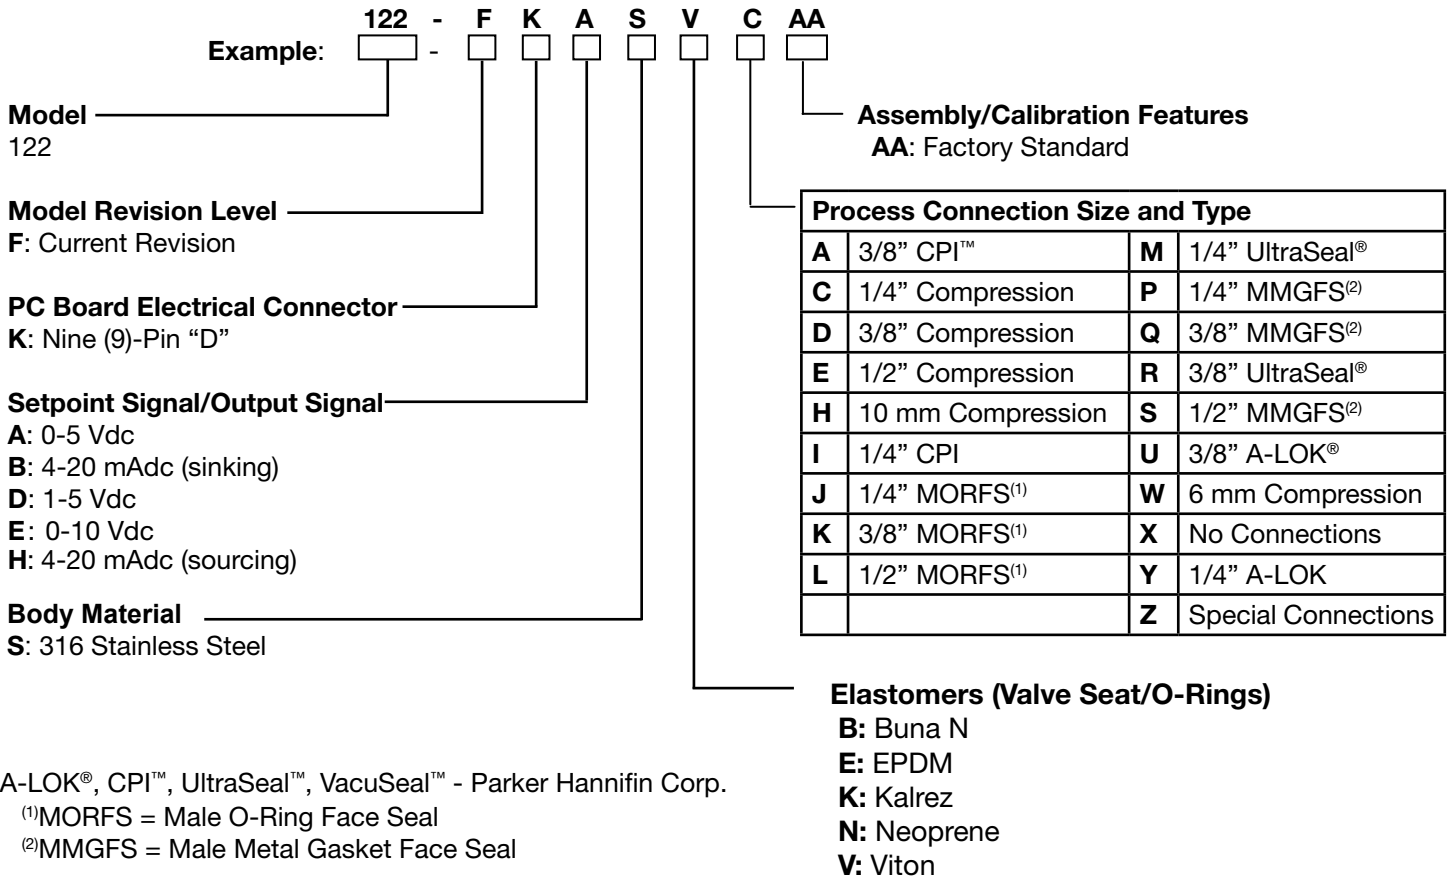 122 - F K A S V C AA
Example: -
Model
122
Model Revision Level
F: Current Revision
PC Board Electrical Connector
K: Nine (9)-Pin “D”
Setpoint Signal/Output Signal
A: 0-5 Vdc
B: 4-20 mAdc (sinking)
D: 1-5 Vdc
E: 0-10 Vdc
H: 4-20 mAdc (sourcing)
Body Material
S: 316 Stainless Steel
Assembly/Calibration Features
AA: Factory Standard
Process Connection Size and Type
A 3/8” CPI™ M 1/4” UltraSeal®
C 1/4” Compression P 1/4” MMGFS(2)
D 3/8” Compression Q 3/8” MMGFS(2)
E 1/2” Compression R 3/8” UltraSeal®
H 10 mm Compression S 1/2” MMGFS(2)
I 1/4” CPI U 3/8” A-LOK®
J 1/4” MORFS(1) W 6 mm Compression
K 3/8” MORFS(1) X No Connections
L 1/2” MORFS(1) Y 1/4” A-LOK
Z Special Connections
Elastomers (Valve Seat/O-Rings)
B: Buna N
E: EPDM
K: Kalrez
N: Neoprene
V: Viton
A-LOK®, CPI™, UltraSeal™, VacuSeal™ - Parker Hannifin Corp.
(1)MORFS = Male O-Ring Face Seal
(2)MMGFS = Male Metal Gasket Face Seal